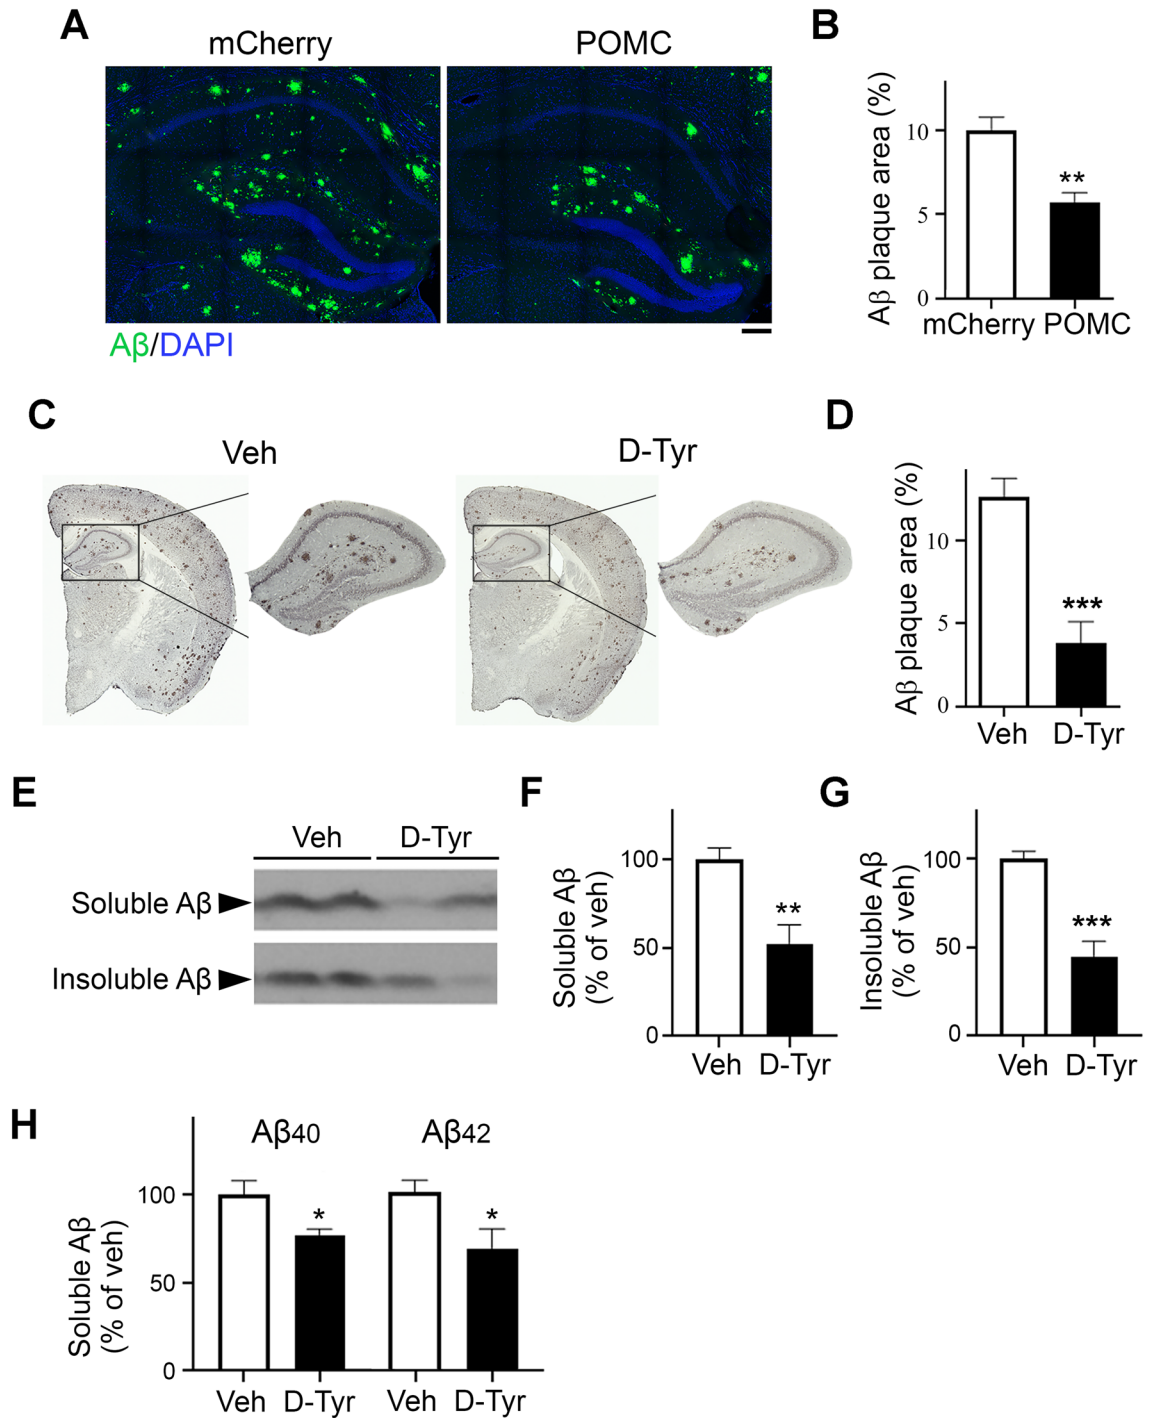 A
mCherry
POMC
Aβ/DAPI
B
Aβ plaque area (%)
10
5
0
**
mCherry POMC
C
Veh
D-Tyr
D
Aβ plaque area (%)
10
5
0
***
Veh D-Tyr
E
Veh D-Tyr
Soluble Aβ
Insoluble Aβ
F
Soluble Aβ
(% of veh)
100
50
0
**
Veh D-Tyr
G
Insoluble Aβ
(% of veh)
100
50
0
***
Veh D-Tyr
H
Aβ40 Aβ42
Soluble Aβ
(% of veh)
100
50
0
* *
Veh D-Tyr Veh D-Tyr